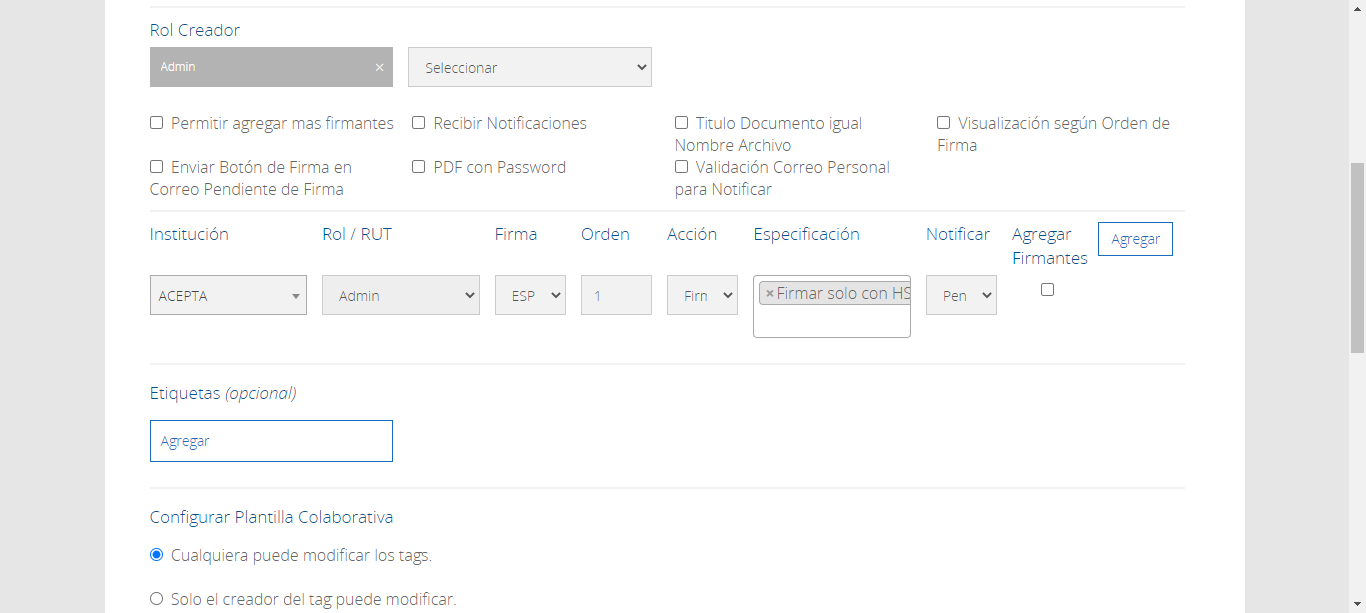 Rol Creador
Admin ×
Seleccionar
Permitir agregar mas firmantes
Recibir Notificaciones
Titulo Documento igual
Nombre Archivo
Visualización según Orden de
Firma
Enviar Botón de Firma en
Correo Pendiente de Firma
PDF con Password
Validación Correo Personal
para Notificar
Institución
Rol / RUT
Firma
Orden
Acción
Especificación
Notificar
Agregar
Firmantes
Agregar
ACEPTA
Admin
ESP
1
Firn
× Firmar solo con HS
Pen
Etiquetas (opcional)
Agregar
Configurar Plantilla Colaborativa
Cualquiera puede modificar los tags.
Solo el creador del tag puede modificar.